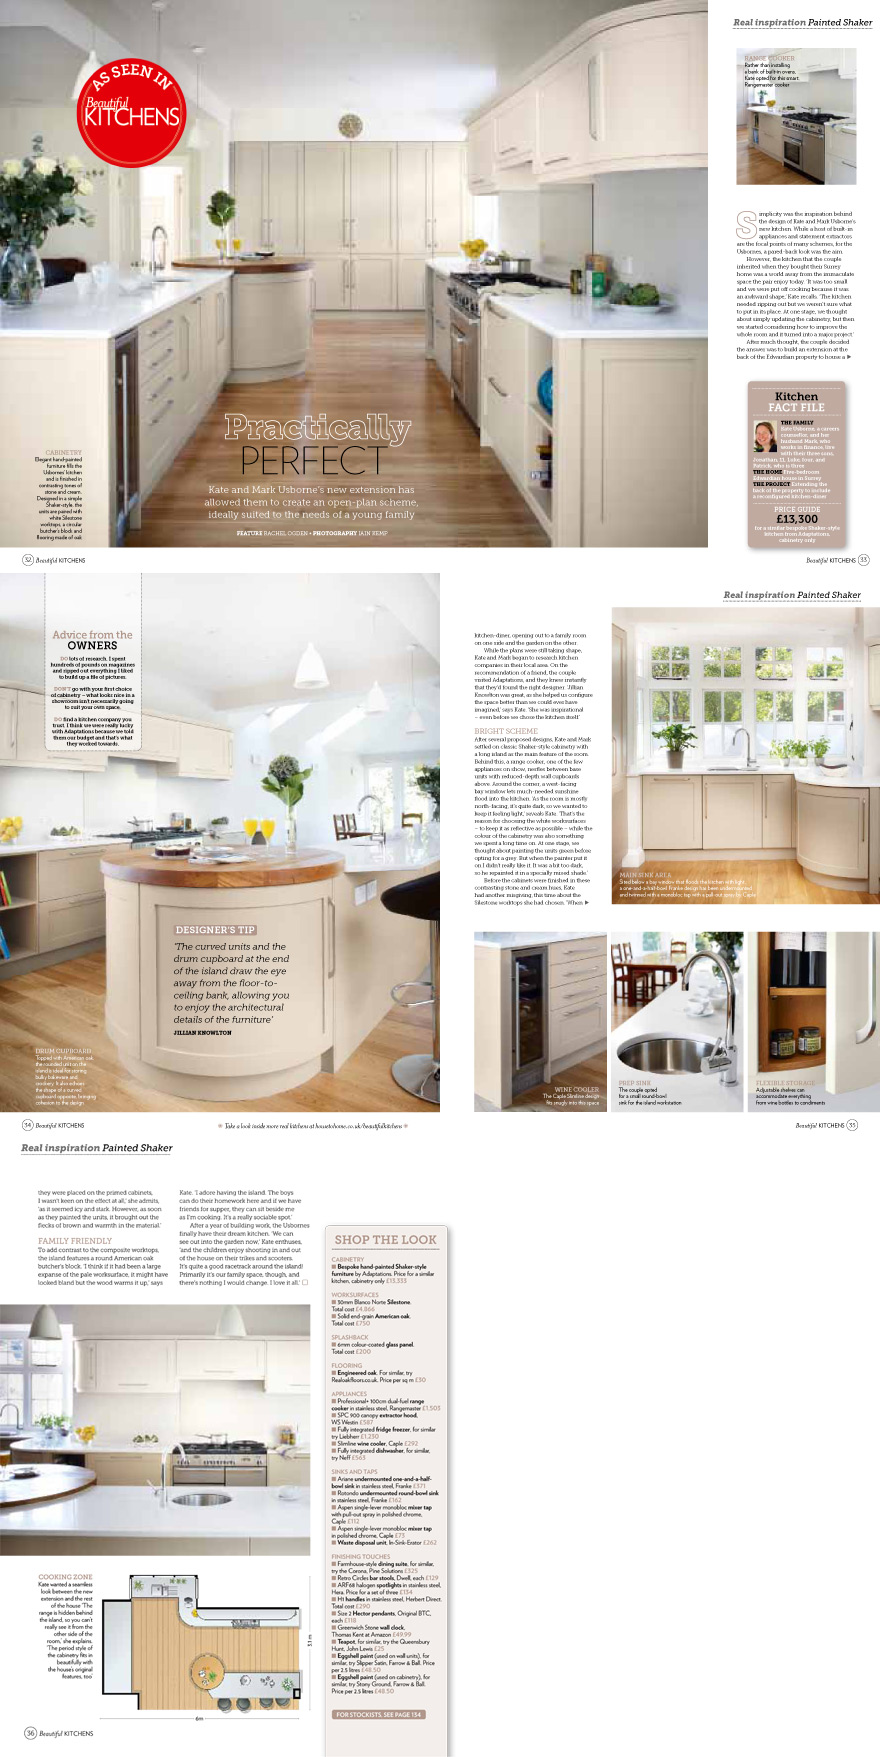 Real inspiration Painted Shaker
AS SEEN IN
Beautiful
KITCHENS
RANGE COOKER
Rather than installing
a bank of built-in ovens,
Kate opted for this smart
Rangemaster cooker
Simplicity was the inspiration behind
the design of Kate and Mark Usborne's
new kitchen. While a host of built-in
appliances and statement extractors
are the focal points of many schemes, for the
Usbornes, a pared-back look was the aim.
However, the kitchen that the couple
inherited when they bought their Surrey
home was a world away from the immaculate
space the pair enjoy today. 'It was too small
and we were put off cooking because it was
an awkward shape,' Kate recalls. 'The kitchen
needed ripping out but we weren't sure what
to put in its place. At one stage, we thought
about simply updating the cabinetry, but then
we started considering how to improve the
whole room and it turned into a major project.'
After much thought, the couple decided
the answer was to build an extension at the
back of the Edwardian property to house a ▶
Kitchen
FACT FILE
THE FAMILY
Kate Usborne, a careers
counsellor, and her
husband Mark, who
works in finance, live
with their three sons,
Jonathan, 11, Luke, four, and
Patrick, who is three
THE HOME Five-bedroom
Edwardian house in Surrey
THE PROJECT Extending the
back of the property to include
a reconfigured kitchen-diner
PRICE GUIDE
£13,300
for a similar bespoke Shaker-style
kitchen from Adaptations,
cabinetry only
CABINETRY
Elegant hand-painted
furniture fills the
Usbornes' kitchen
and is finished in
contrasting tones of
stone and cream.
Designed in a simple
Shaker-style, the
units are paired with
white Silestone
worktops, a circular
butcher's block and
flooring made of oak
Practically
PERFECT
Kate and Mark Usborne's new extension has
allowed them to create an open-plan scheme,
ideally suited to the needs of a young family
FEATURE RACHEL OGDEN • PHOTOGRAPHY IAIN KEMP
32 Beautiful KITCHENS
Beautiful KITCHENS 33
Real inspiration Painted Shaker
Advice from the
OWNERS
DO lots of research. I spent
hundreds of pounds on magazines
and ripped out everything I liked
to build up a file of pictures.
DON'T go with your first choice
of cabinetry – what looks nice in a
showroom isn't necessarily going
to suit your own space.
DO find a kitchen company you
trust. I think we were really lucky
with Adaptations because we told
them our budget and that's what
they worked towards.
DESIGNER'S TIP
'The curved units and the
drum cupboard at the end
of the island draw the eye
away from the floor-to-
ceiling bank, allowing you
to enjoy the architectural
details of the furniture'
JILLIAN KNOWLTON
DRUM CUPBOARD
Topped with American oak
the rounded unit on the
island is ideal for storing
bulky bakeware and
crockery. It also echoes
the shape of a curved
cupboard opposite, bringing
cohesion to the design
34 Beautiful KITCHENS
Take a look inside more real kitchens at housetohome.co.uk/beautifulkitchens
kitchen-diner, opening out to a family room
on one side and the garden on the other.
While the plans were still taking shape,
Kate and Mark began to research kitchen
companies in their local area. On the
recommendation of a friend, the couple
visited Adaptations, and they knew instantly
that they'd found the right designer. 'Jillian
Knowlton was great, as she helped us configure
the space better than we could ever have
imagined,' says Kate. 'She was inspirational
– even before we chose the kitchen itself.'
BRIGHT SCHEME
After several proposed designs, Kate and Mark
settled on classic Shaker-style cabinetry with
a long island as the main feature of the room.
Behind this, a range cooker, one of the few
appliances on show, nestles between base
units with reduced-depth wall cupboards
above. Around the corner, a west-facing
bay window lets much-needed sunshine
flood into the kitchen. 'As the room is mostly
north-facing, it's quite dark, so we wanted to
keep it feeling light,' reveals Kate. 'That's the
reason for choosing the white worksurfaces
– to keep it as reflective as possible – while the
colour of the cabinetry was also something
we spent a long time on. At one stage, we
thought about painting the units green before
opting for a grey. But when the painter put it
on I didn't really like it. It was a bit too dark,
so he repainted it in a specially mixed shade.'
Before the cabinets were finished in these
contrasting stone and cream hues, Kate
had another misgiving, this time about the
Silestone worktops she had chosen. 'When ▶
MAIN SINK AREA
Sited below a bay window that floods the kitchen with light,
a one-and-a-half-bowl Franke design has been undermounted
and twinned with a monobloc tap with a pull-out spray by Caple
WINE COOLER
The Caple Slimline design
fits snugly into this space
PREP SINK
The couple opted
for a small round-bowl
sink for the island workstation
FLEXIBLE STORAGE
Adjustable shelves can
accommodate everything
from wine bottles to condiments
Beautiful KITCHENS 35
Real inspiration Painted Shaker
they were placed on the primed cabinets,
I wasn't keen on the effect at all,' she admits,
'as it seemed icy and stark. However, as soon
as they painted the units, it brought out the
flecks of brown and warmth in the material.'
FAMILY FRIENDLY
To add contrast to the composite worktops,
the island features a round American oak
butcher's block. 'I think if it had been a large
expanse of the pale worksurface, it might have
looked bland but the wood warms it up,' says
Kate. 'I adore having the island. The boys
can do their homework here and if we have
friends for supper, they can sit beside me
as I'm cooking. It's a really sociable spot.'
After a year of building work, the Usbornes
finally have their dream kitchen. 'We can
see out into the garden now,' Kate enthuses,
'and the children enjoy shooting in and out
of the house on their trikes and scooters.
It's quite a good racetrack around the island!
Primarily it's our family space, though, and
there's nothing I would change. I love it all.' □
SHOP THE LOOK
CABINETRY
Bespoke hand-painted Shaker-style
furniture by Adaptations. Price for a similar
kitchen, cabinetry only £13,333
WORKSURFACES
30mm Blanco Norte Silestone.
Total cost £4,866
Solid end-grain American oak.
Total cost £750
SPLASHBACK
6mm colour-coated glass panel.
Total cost £200
FLOORING
Engineered oak. For similar, try
Realoakfloors.co.uk. Price per sq m £30
APPLIANCES
Professional+ 100cm dual-fuel range
cooker in stainless steel, Rangemaster £1,503
SPC 900 canopy extractor hood,
WS Westin £587
Fully integrated fridge freezer, for similar
try Liebherr £1,230
Slimline wine cooler, Caple £292
Fully integrated dishwasher, for similar,
try Neff £563
SINKS AND TAPS
Ariane undermounted one-and-a-half-
bowl sink in stainless steel, Franke £371
Rotondo undermounted round-bowl sink
in stainless steel, Franke £162
Aspen single-lever monobloc mixer tap
with pull-out spray in polished chrome,
Caple £112
Aspen single-lever monobloc mixer tap
in polished chrome, Caple £73
Waste disposal unit, In-Sink-Erator £262
FINISHING TOUCHES
Farmhouse-style dining suite, for similar,
try the Corona, Pine Solutions £325
Retro Circles bar stools, Dwell, each £129
ARF68 halogen spotlights in stainless steel,
Hera. Price for a set of three £134
H1 handles in stainless steel, Herbert Direct.
Total cost £290
Size 2 Hector pendants, Original BTC,
each £118
Greenwich Stone wall clock,
Thomas Kent at Amazon £49.99
Teapot, for similar, try the Queensbury
Hunt, John Lewis £25
Eggshell paint (used on wall units), for
similar, try Slipper Satin, Farrow & Ball. Price
per 2.5 litres £48.50
Eggshell paint (used on cabinetry), for
similar, try Stony Ground, Farrow & Ball.
Price per 2.5 litres £48.50
FOR STOCKISTS, SEE PAGE 134
COOKING ZONE
Kate wanted a seamless
look between the new
extension and the rest
of the house. 'The
range is hidden behind
the island, so you can't
really see it from the
other side of the
room,' she explains.
'The period style of
the cabinetry fits in
beautifully with
the house's original
features, too'
5.1 m
6m
36 Beautiful KITCHENS